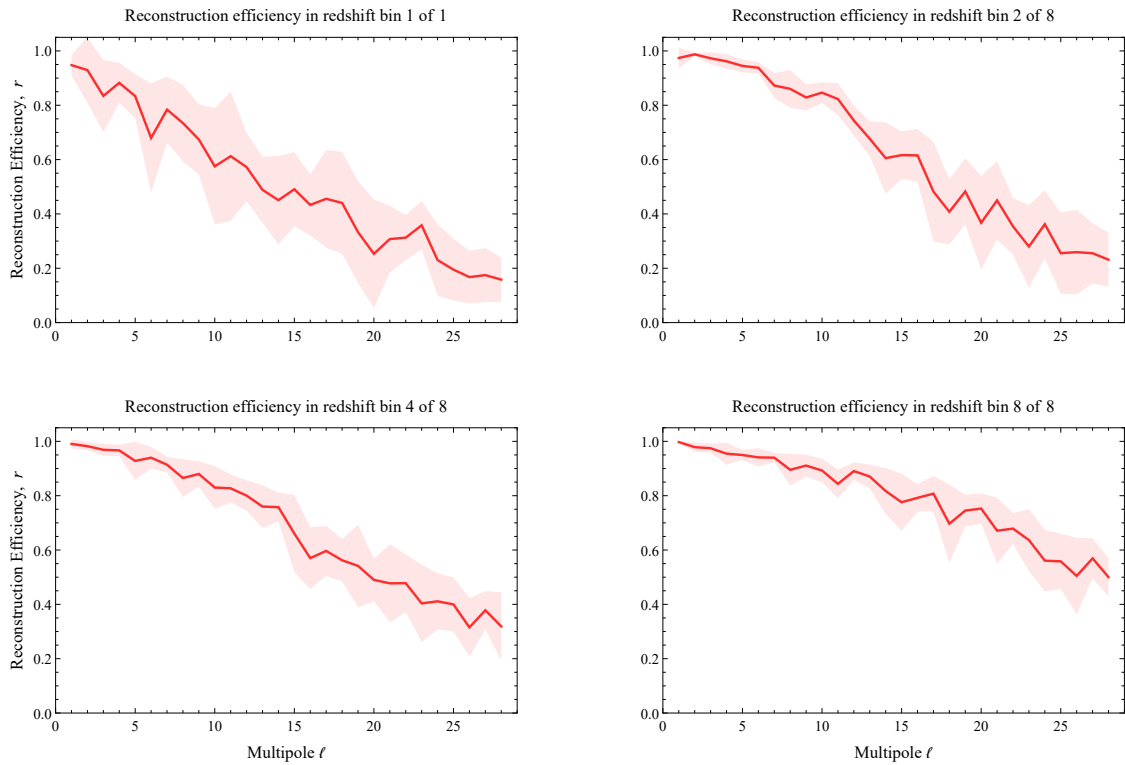 Reconstruction efficiency in redshift bin 1 of 1
Reconstruction Efficiency, r
1.0
0.8
0.6
0.4
0.2
0.0
0 5 10 15 20 25
Reconstruction efficiency in redshift bin 2 of 8
1.0
0.8
0.6
0.4
0.2
0.0
0 5 10 15 20 25
Reconstruction efficiency in redshift bin 4 of 8
Reconstruction Efficiency, r
1.0
0.8
0.6
0.4
0.2
0.0
0 5 10 15 20 25
Multipole ℓ
Reconstruction efficiency in redshift bin 8 of 8
1.0
0.8
0.6
0.4
0.2
0.0
0 5 10 15 20 25
Multipole ℓ